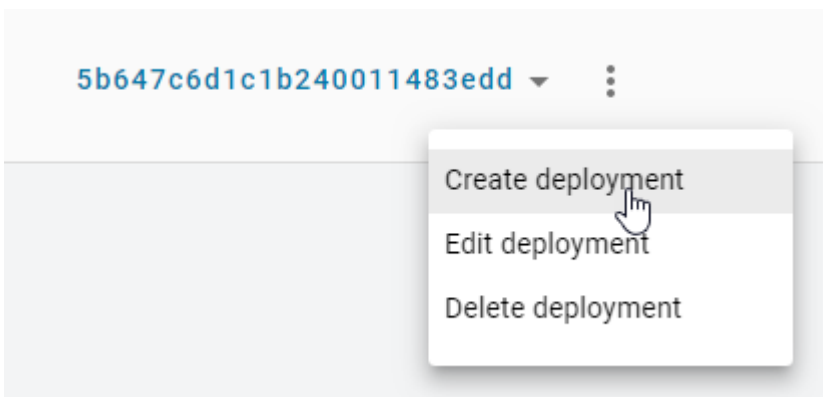 5b647c6d1c1b240011483edd
Create deployment
Edit deployment
Delete deployment